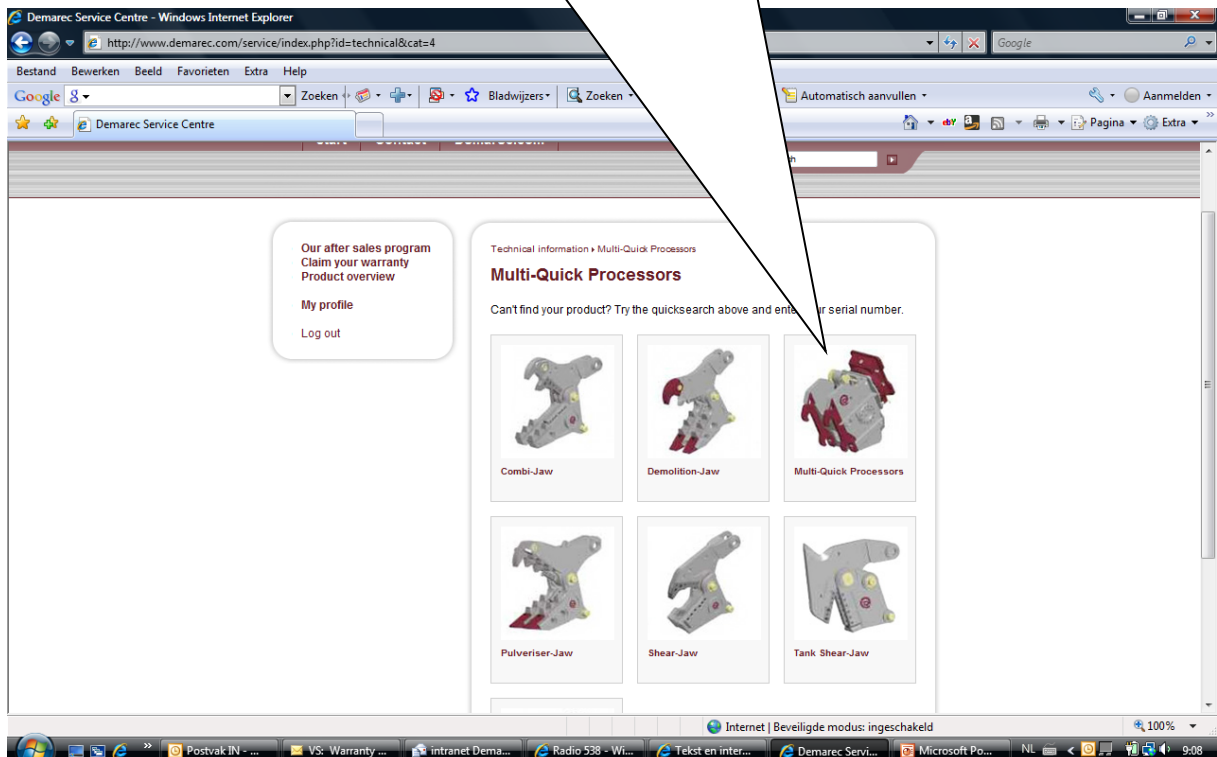 Demarec Service Centre - Windows Internet Explorer
http://www.demarec.com/service/index.php?id=technical&cat=4
Google
Bestand Bewerken Beeld Favorieten Extra Help
Google
Zoeken
Bladwijzers
Zoeken
Automatisch aanvullen
Aanmelden
Demarec Service Centre
Pagina
Extra
Our after sales program
Claim your warranty
Product overview
My profile
Log out
Technical information Multi-Quick Processors
Multi-Quick Processors
Can't find your product? Try the quicksearch above and serial number.
Combi-Jaw
Demolition-Jaw
Multi-Quick Processors
Pulveriser-Jaw
Shear-Jaw
Tank Shear-Jaw
Internet | Beveiligde modus: ingeschakeld
100%
Postvak IN - ...
VS: Warranty ...
intranet Dema...
Radio 538 - Wi...
Tekst en inter...
Demarec Servi...
Microsoft Po...
NL
9:08